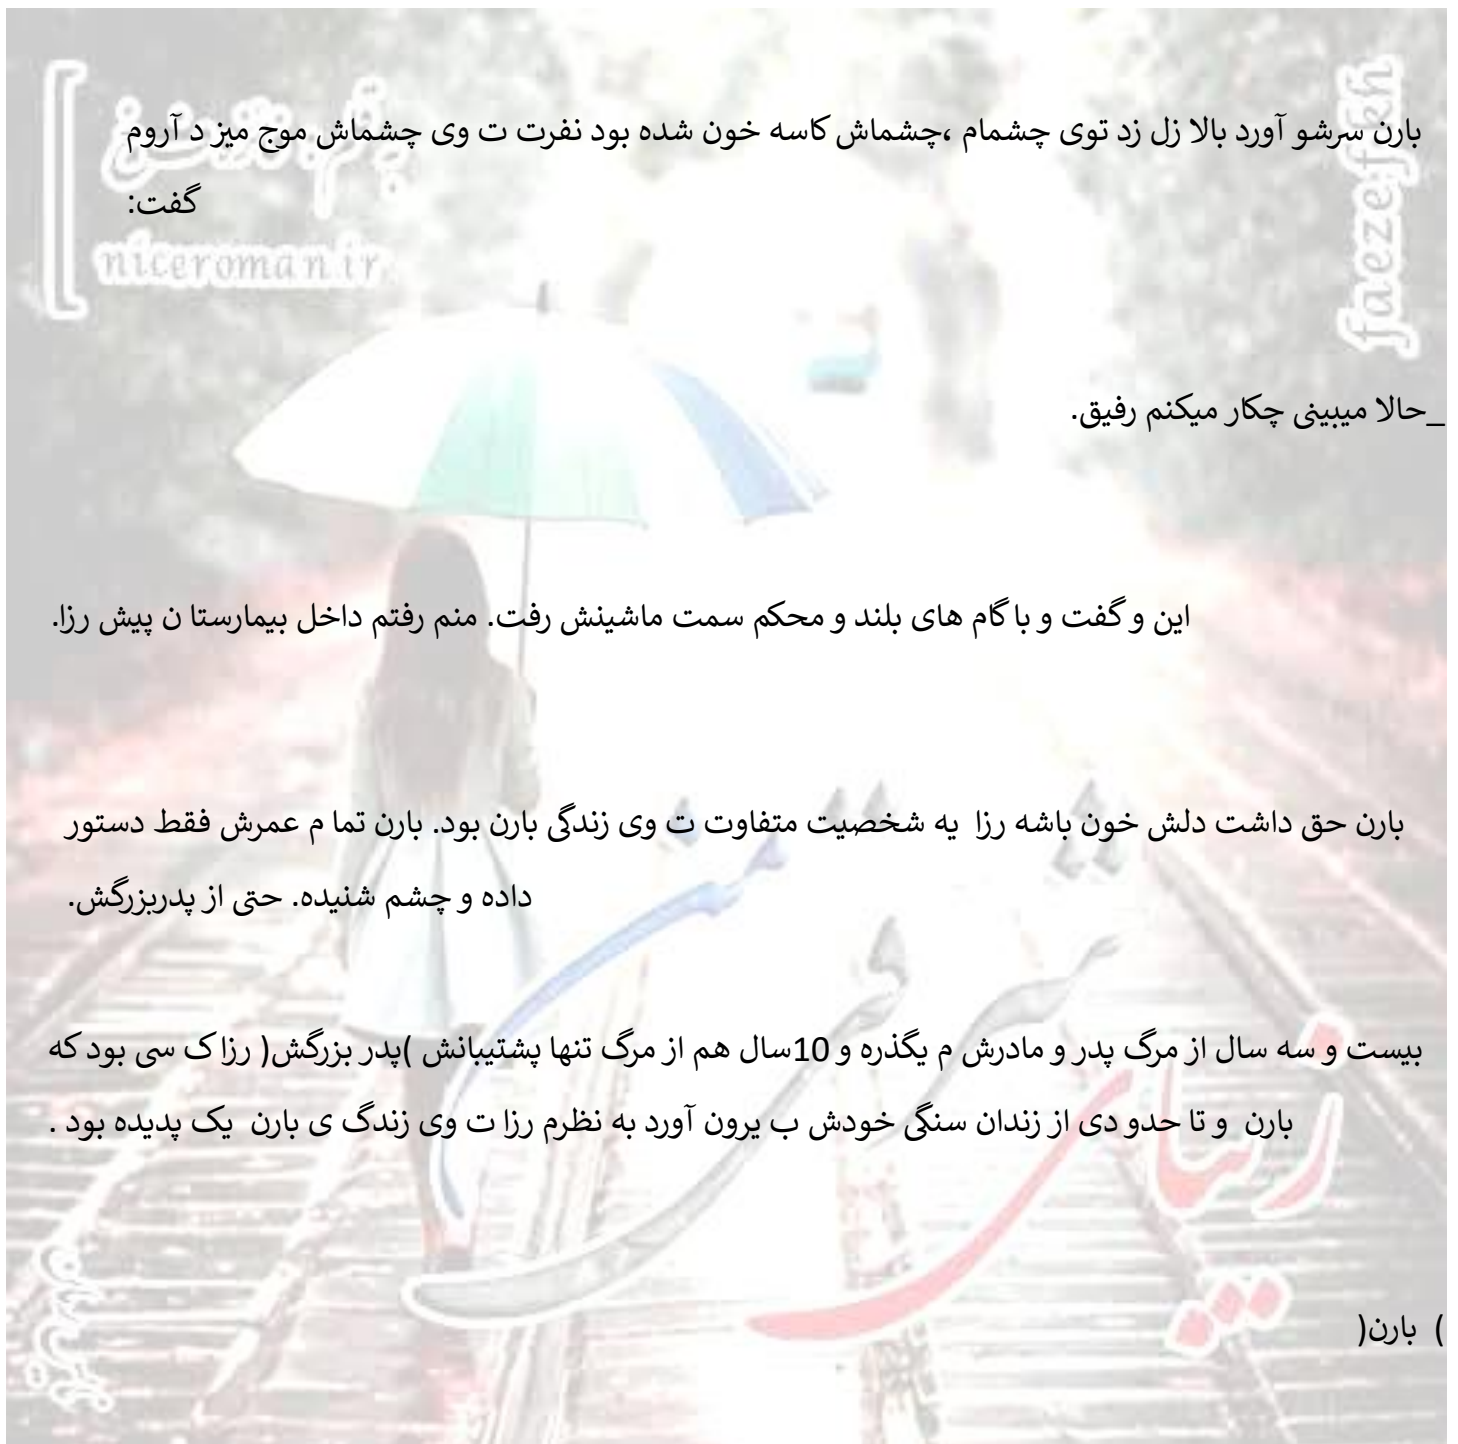 بارن سرشو آورد بالا زل زد توی چشمام ،چشماش کاسه خون شده بود نفرت ت وی چشماش موج میز د آروم
گفت:
niceroman.ir
faezefkh
_حالا میبینی چکار میکنم رفیق.
این و گفت و با گام های بلند و محکم سمت ماشینش رفت. منم رفتم داخل بیمارستا ن پیش رزا.
بارن حق داشت دلش خون باشه رزا یه شخصیت متفاوت ت وی زندگی بارن بود. بارن تما م عمرش فقط دستور
داده و چشم شنیده. حتی از پدربزرگش.
بیست و سه سال از مرگ پدر و مادرش م یگذره و 10سال هم از مرگ تنها پشتیبانش )پدر بزرگش( رزا ک سی بود که
بارن و تا حدو دی از زندان سنگی خودش ب یرون آورد به نظرم رزا ت وی زندگ ی بارن یک پدیده بود .
) بارن(